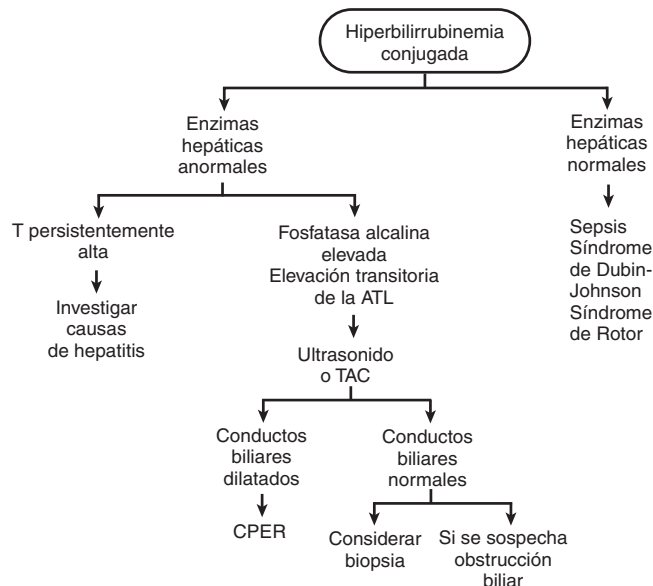 Hiperbilirrubinemia
conjugada
Enzimas
hepáticas
anormales
Enzimas
hepáticas
normales
T persistentemente
alta
Fosfatasa alcalina
elevada
Elevación transitoria
de la ATL
Sepsis
Síndrome
de Dubin-
Johnson
Síndrome
de Rotor
Investigar
causas
de hepatitis
Ultrasonido
o TAC
Conductos
biliares
dilatados
Conductos
biliares
normales
CPER
Considerar
biopsia
Si se sospecha
obstrucción
biliar